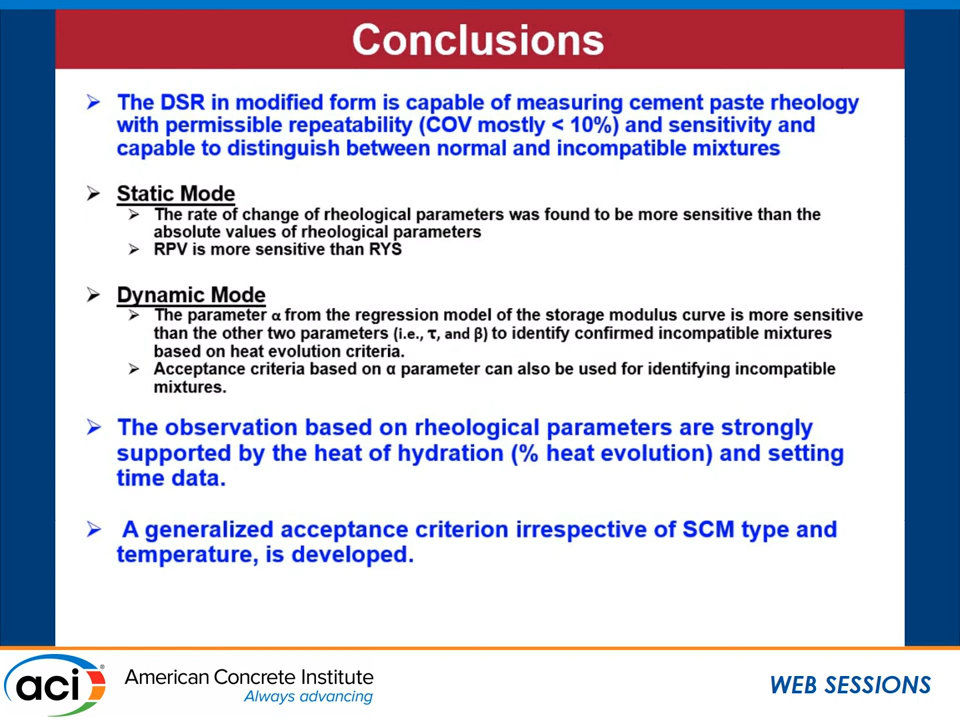 Conclusions
➢ The DSR in modified form is capable of measuring cement paste rheology
with permissible repeatability (COV mostly < 10%) and sensitivity and
capable to distinguish between normal and incompatible mixtures
➢ Static Mode
➢ The rate of change of rheological parameters was found to be more sensitive than the
absolute values of rheological parameters
➢ RPV is more sensitive than RYS
➢ Dynamic Mode
➢ The parameter α from the regression model of the storage modulus curve is more sensitive
than the other two parameters (i.e., τ, and β) to identify confirmed incompatible mixtures
based on heat evolution criteria.
➢ Acceptance criteria based on α parameter can also be used for identifying incompatible
mixtures.
➢ The observation based on rheological parameters are strongly
supported by the heat of hydration (% heat evolution) and setting
time data.
➢ A generalized acceptance criterion irrespective of SCM type and
temperature, is developed.
aci®
American Concrete Institute
Always advancing
WEB SESSIONS